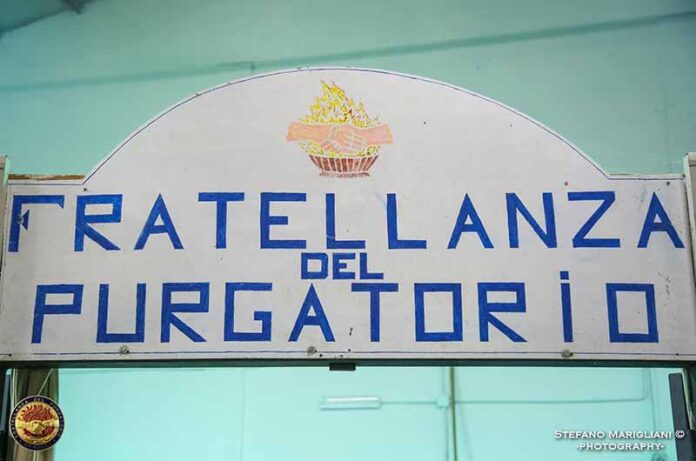 FRATELLANZA
DEL
PURGATORiO
STEFANO MARIGLIANI ©
-PHOTOGRAPHY-